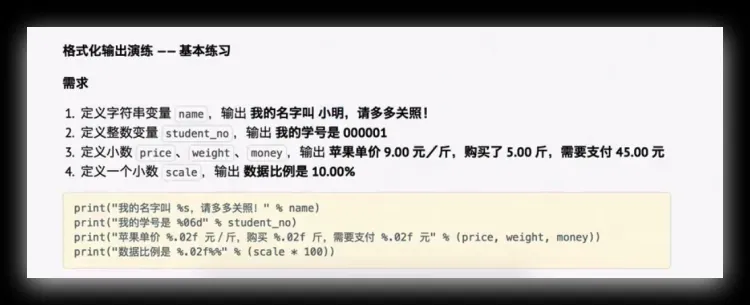 格式化输出演练 —— 基本练习
需求
1. 定义字符串变量 name，输出 我的名字叫 小明，请多多关照！
2. 定义整数变量 student_no，输出 我的学号是 000001
3. 定义小数 price、weight、money，输出 苹果单价 9.00 元／斤，购买了 5.00 斤，需要支付 45.00 元
4. 定义一个小数 scale，输出 数据比例是 10.00%
print("我的名字叫 %s，请多多关照！" % name)
print("我的学号是 %06d" % student_no)
print("苹果单价 %.02f 元／斤，购买 %.02f 斤，需要支付 %.02f 元" % (price, weight, money))
print("数据比例是 %.02f%%" % (scale * 100))